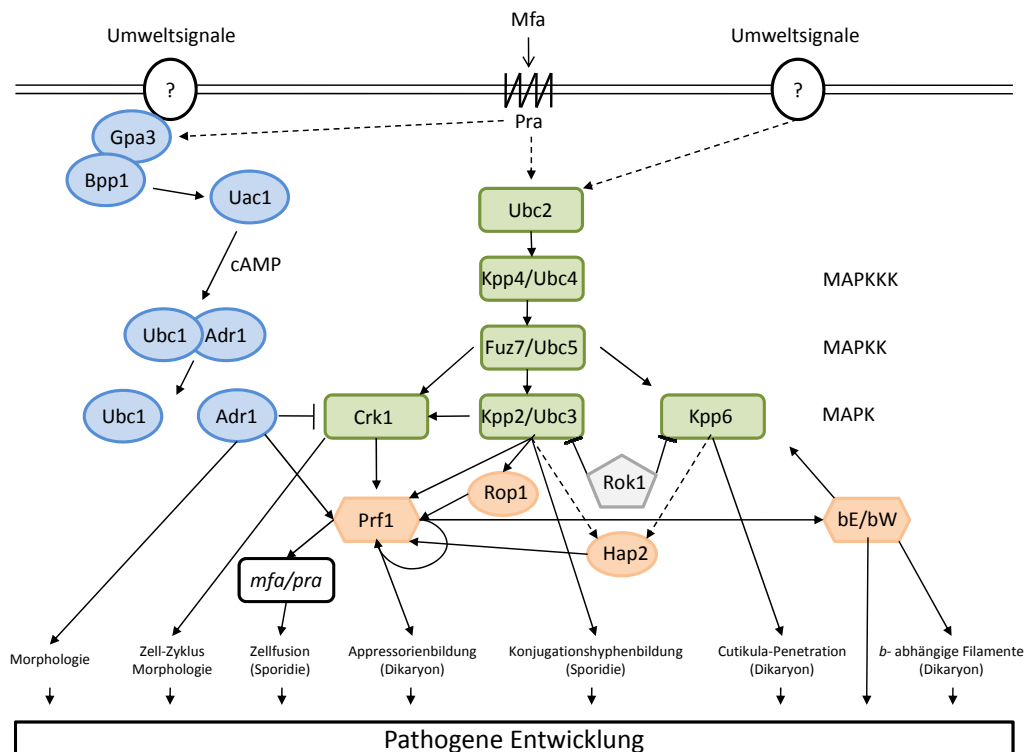 Mfa
Umweltsignale
Umweltsignale
?
?
Pra
Gpa3
Bpp1
Uac1
Ubc2
cAMP
Kpp4/Ubc4
MAPKKK
Ubc1
Adr1
Fuz7/Ubc5
MAPKK
Ubc1
Adr1
Crk1
Kpp2/Ubc3
Kpp6
MAPK
Rok1
Rop1
Prf1
bE/bW
Hap2
mfa/pra
Morphologie
Zell-Zyklus
Morphologie
Zellfusion
(Sporidie)
Appressorienbildung
(Dikaryon)
Konjugationshyphenbildung
(Sporidie)
Cutikula-Penetration
(Dikaryon)
b- abhängige Filamente
(Dikaryon)
Pathogene Entwicklung